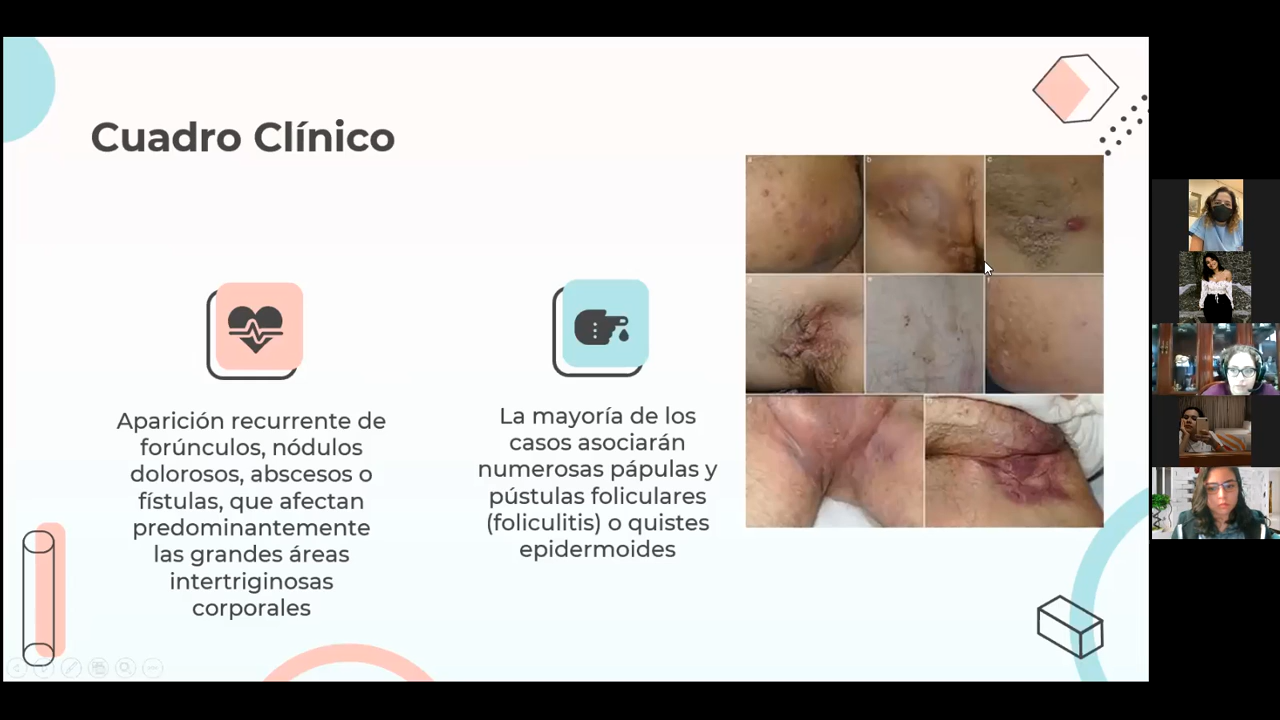 Cuadro Clínico
Aparición recurrente de
forúnculos, nódulos
dolorosos, abscesos o
fístulas, que afectan
predominantemente
las grandes áreas
intertriginosas
corporales
La mayoría de los
casos asociarán
numerosas pápulas y
pústulas foliculares
(foliculitis) o quistes
epidermoides
a
b
c